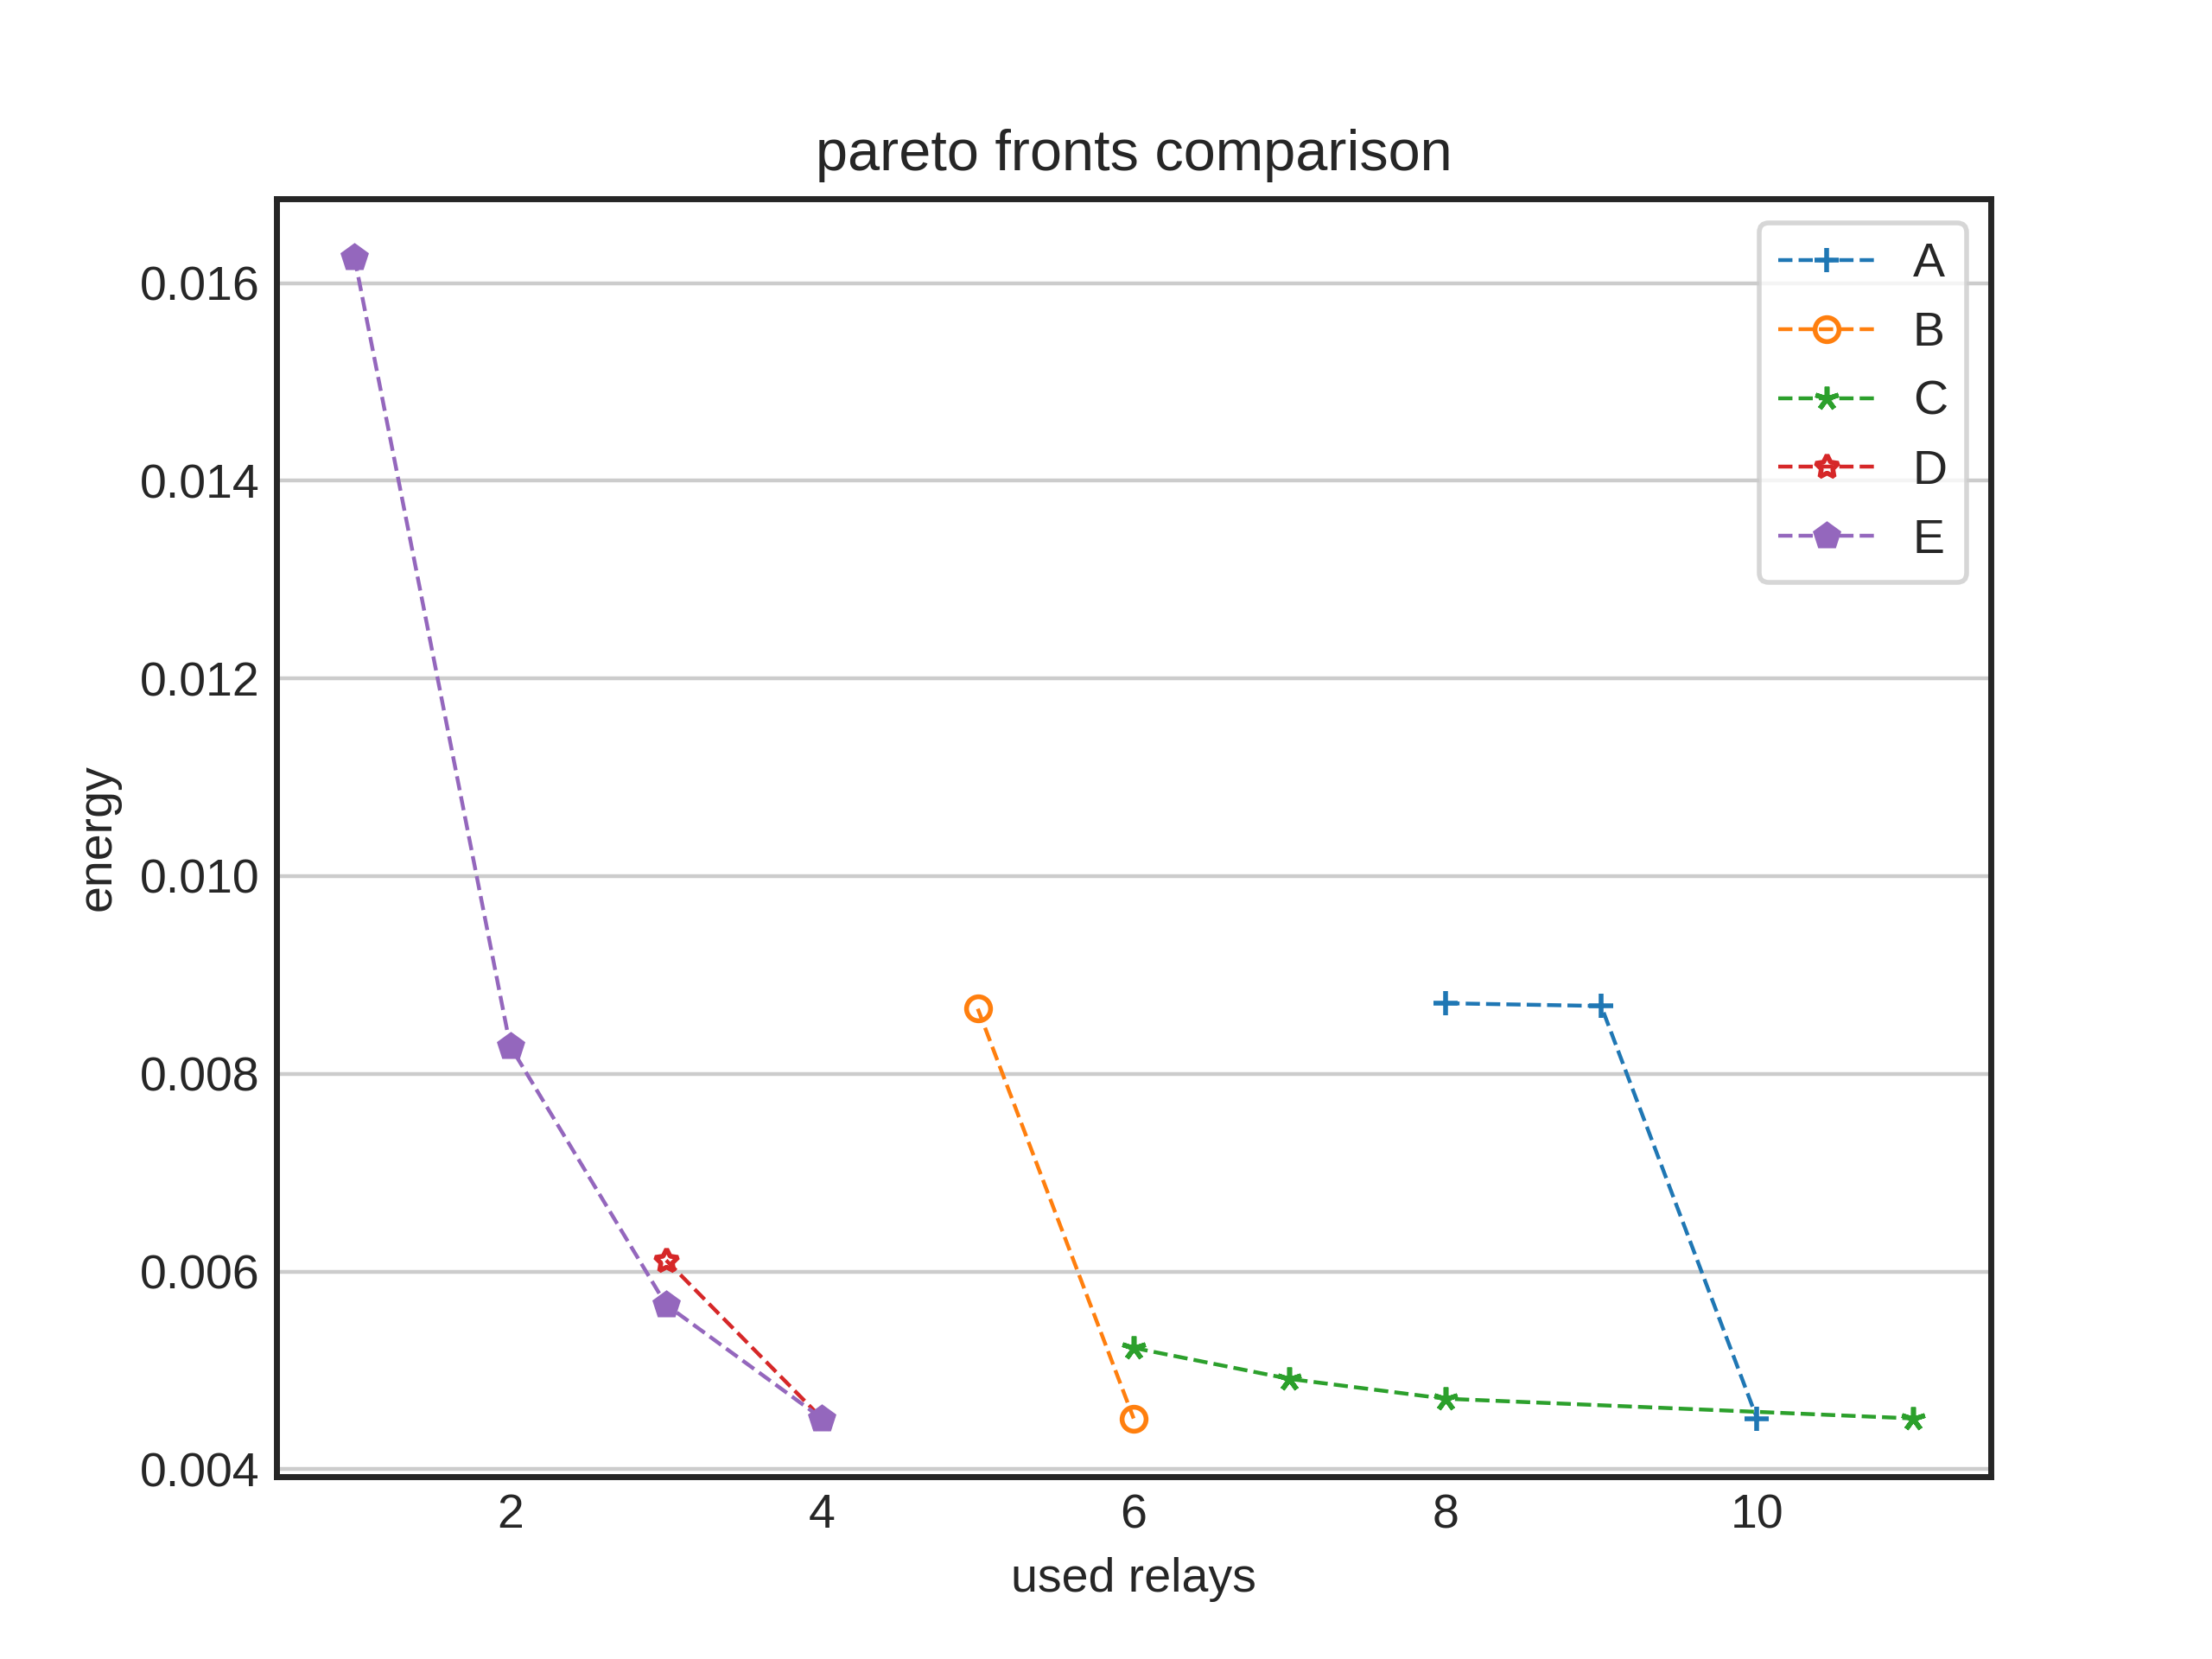 pareto fronts comparison
0.016
0.014
0.012
0.010
0.008
0.006
0.004
energy
A
B
C
D
E
2 4 6 8 10
used relays